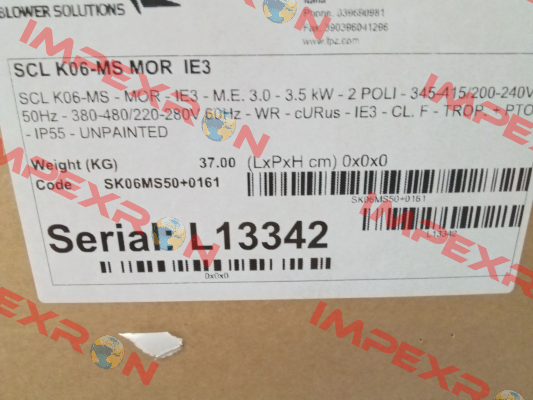 BLOWER SOLUTIONS
Phone. 039690981
Fax. 0390396041296
www.fpz.com
SCL K06-MS MOR IE3
SCL K06-MS - MOR - IE3 - M.E. 3.0 - 3.5 kW - 2 POLI - 345-415/200-240V
50Hz - 380-480/220-280V 60Hz - WR - cURus - IE3 - CL. F - TROP. + PTO
- IP55 - UNPAINTED
Weight (KG) 37.00 (LxPxH cm) 0x0x0
Code SK06MS50+0161
SK06MS50+0161
Serial: L13342
L13342
0x0x0
IMPEXRON
IMPEXRON
IMPEXRON
IMPEXRON